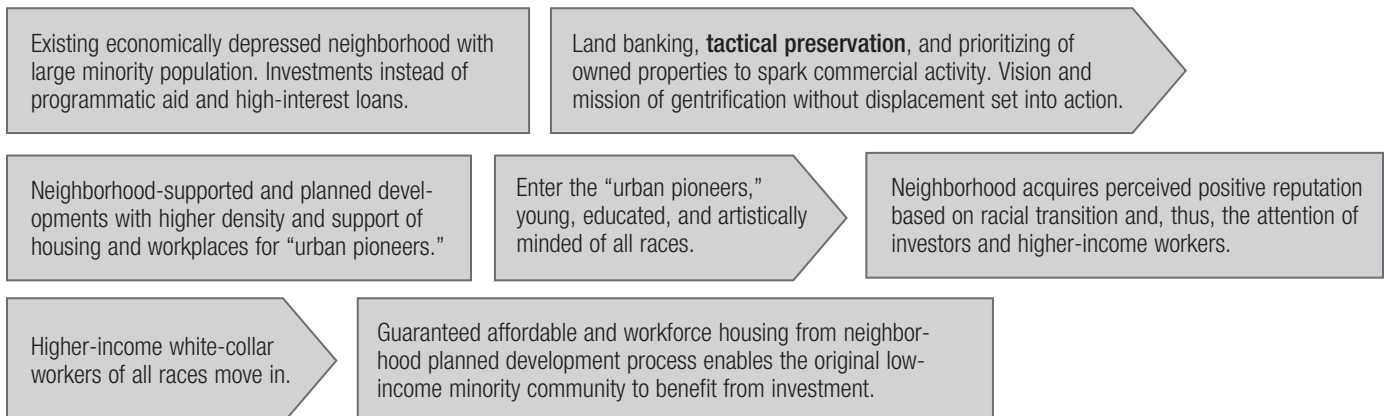 Existing economically depressed neighborhood with
large minority population. Investments instead of
programmatic aid and high-interest loans.
Land banking, tactical preservation, and prioritizing of
owned properties to spark commercial activity. Vision and
mission of gentrification without displacement set into action.
Neighborhood-supported and planned devel-
opments with higher density and support of
housing and workplaces for “urban pioneers.”
Enter the “urban pioneers,”
young, educated, and artistically
minded of all races.
Neighborhood acquires perceived positive reputation
based on racial transition and, thus, the attention of
investors and higher-income workers.
Higher-income white-collar
workers of all races move in.
Guaranteed affordable and workforce housing from neighbor-
hood planned development process enables the original low-
income minority community to benefit from investment.